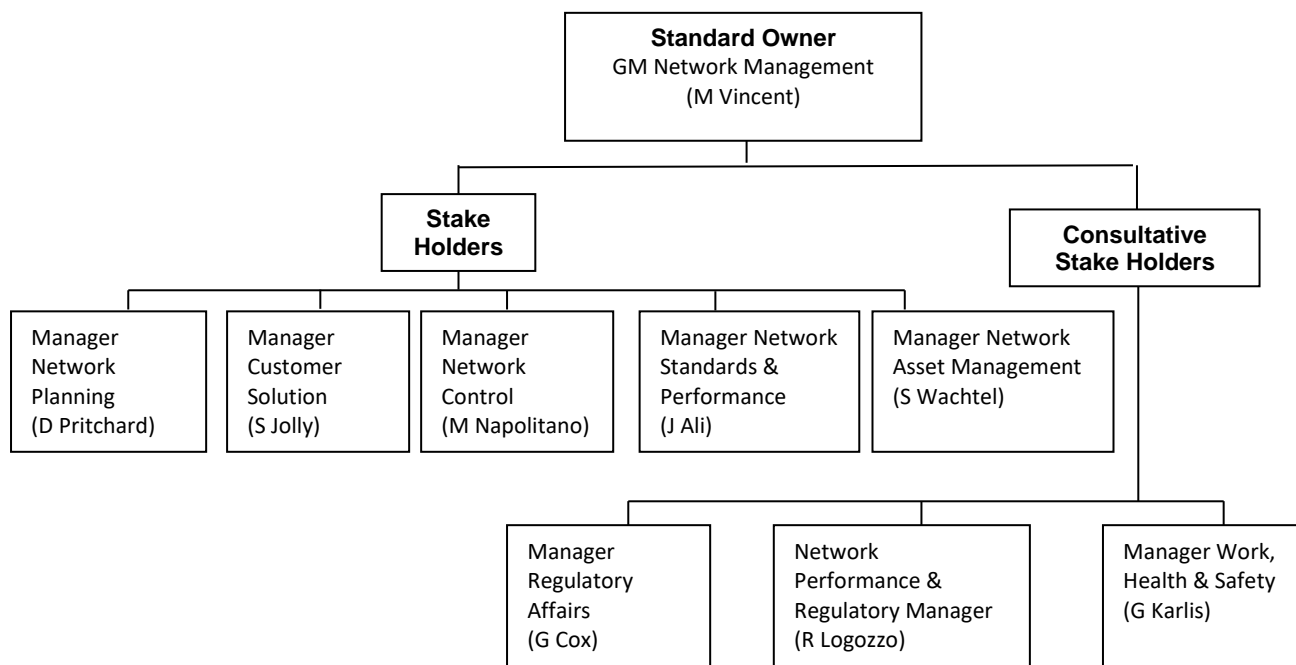 Standard Owner
GM Network Management
(M Vincent)
Stake
Holders
Consultative
Stake Holders
Manager
Network
Planning
(D Pritchard)
Manager
Customer
Solution
(S Jolly)
Manager
Network
Control
(M Napolitano)
Manager Network
Standards &
Performance
(J Ali)
Manager Network
Asset Management
(S Wachtel)
Manager
Regulatory
Affairs
(G Cox)
Network
Performance &
Regulatory Manager
(R Logozzo)
Manager Work,
Health & Safety
(G Karlis)